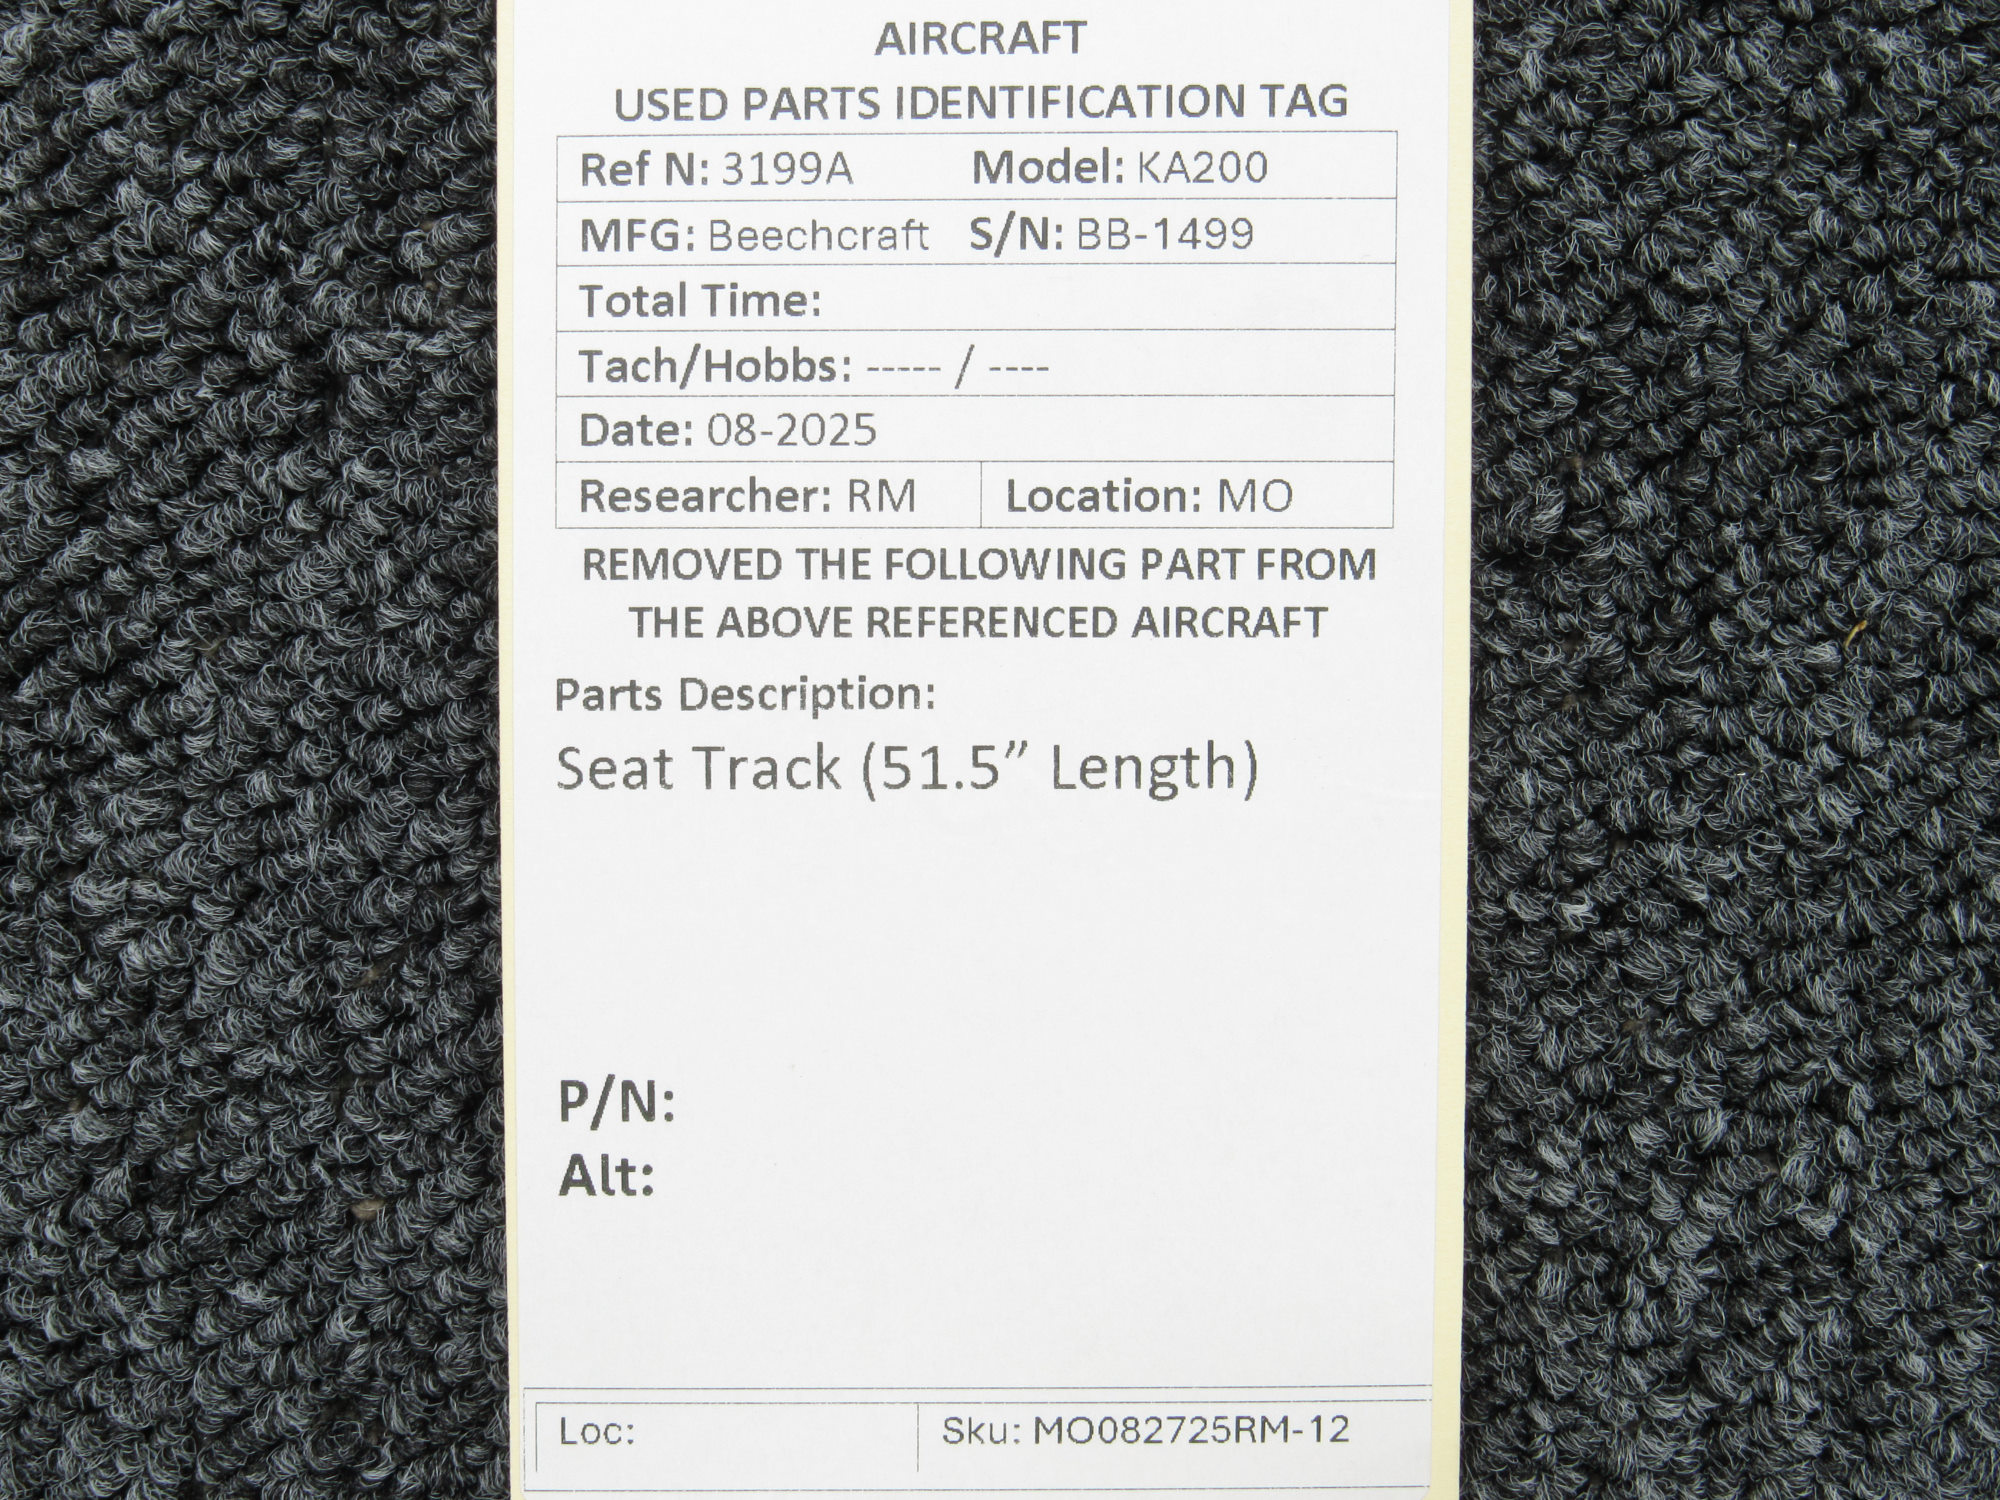 AIRCRAFT
USED PARTS IDENTIFICATION TAG
Ref N: 3199A Model: KA200
MFG: Beechcraft S/N: BB-1499
Total Time:
Tach/Hobbs: ----- / ----
Date: 08-2025
Researcher: RM Location: MO
REMOVED THE FOLLOWING PART FROM
THE ABOVE REFERENCED AIRCRAFT
Parts Description:
Seat Track (51.5” Length)
P/N:
Alt:
Loc: Sku: MO082725RM-12